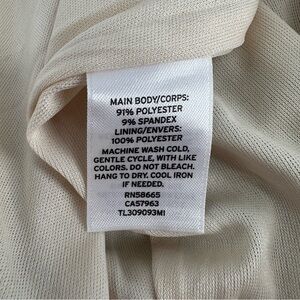 MAIN BODY/CORPS:
91% POLYESTER
9% SPANDEX
LINING/ENVERS:
100% POLYESTER
MACHINE WASH COLD,
GENTLE CYCLE, WITH LIKE
COLORS. DO NOT BLEACH.
HANG TO DRY. COOL IRON
IF NEEDED.
RN58665
CA57963
TL309093MI